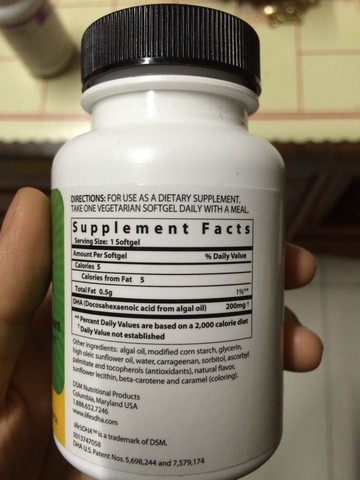 DIRECTIONS: FOR USE AS A DIETARY SUPPLEMENT.
TAKE ONE VEGETARIAN SOFTGEL DAILY WITH A MEAL.
Supplement Facts
Serving Size: 1 Softgel
Amount Per Softgel % Daily Value
Calories 5
Calories from Fat 5
Total Fat 0.5g 1%**
DHA (Docosahexaenoic acid from algal oil) 200mg †
** Percent Daily Values are based on a 2,000 calorie diet
† Daily Value not established
Other ingredients: algal oil, modified corn starch, glycerin,
high oleic sunflower oil, water, carrageenan, sorbitol, ascorbyl
palmitate and tocopherols (antioxidants), natural flavor,
sunflower lecithin, beta-carotene and caramel (coloring).
DSM Nutritional Products
Columbia, Maryland USA
1.888.652.7246
www.lifesdha.com
life'sDHA™ is a trademark of DSM.
5013747058
DHA U.S. Patent Nos. 5,698,244 and 7,579,174